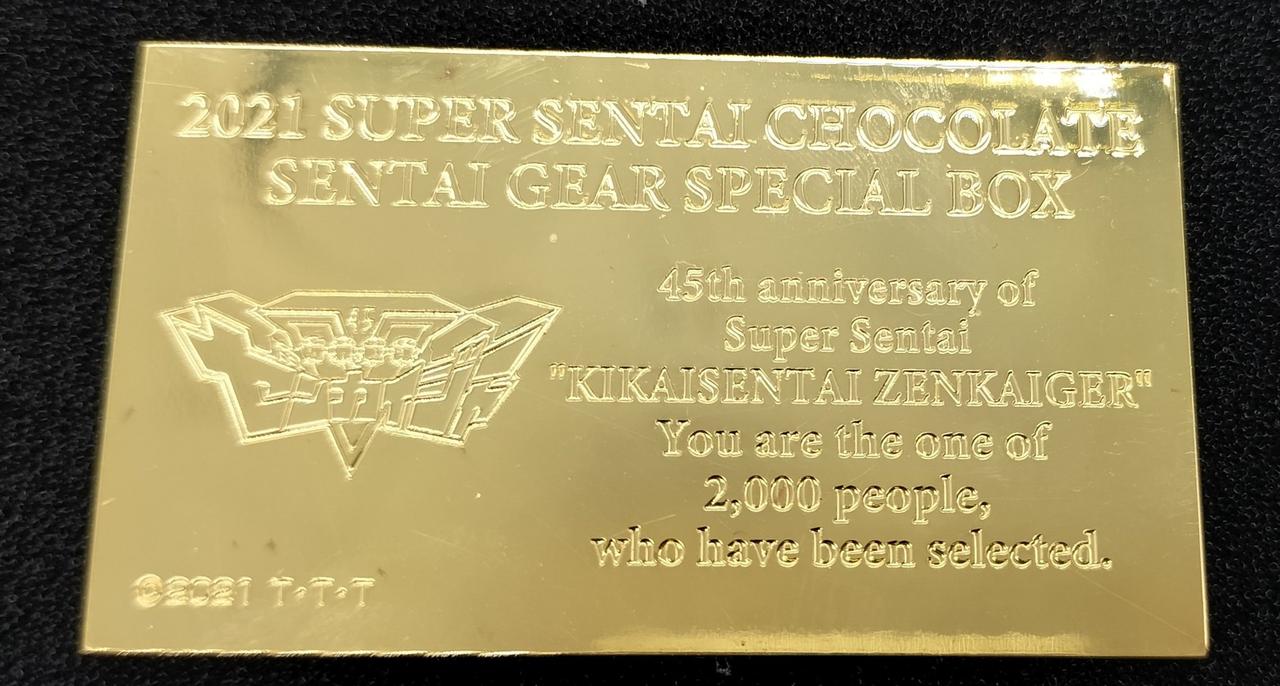 2021 SUPER SENTAI CHOCOLATE
SENTAI GEAR SPECIAL BOX
45th anniversary of
Super Sentai
"KIKAISENTAI ZENKAIGER"
You are the one of
2,000 people,
who have been selected.
45
©2021 T・T・T